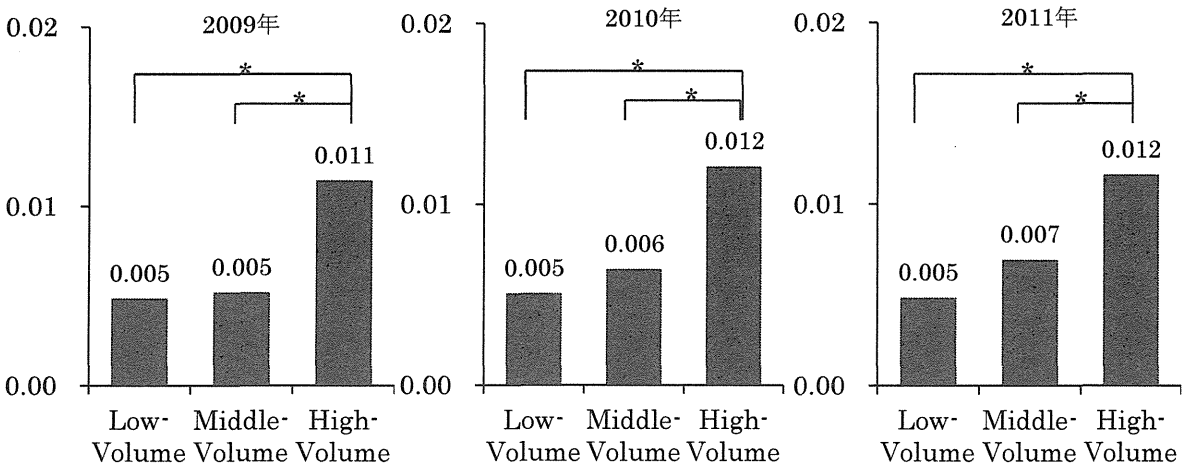 2009年
0.02
*
*
0.011
0.01
0.005
0.005
0.00
Low-
Volume
Middle-
Volume
High-
Volume
2010年
0.02
*
*
0.012
0.01
0.005
0.006
0.00
Low-
Volume
Middle-
Volume
High-
Volume
2011年
0.02
*
*
0.012
0.01
0.005
0.007
0.00
Low-
Volume
Middle-
Volume
High-
Volume